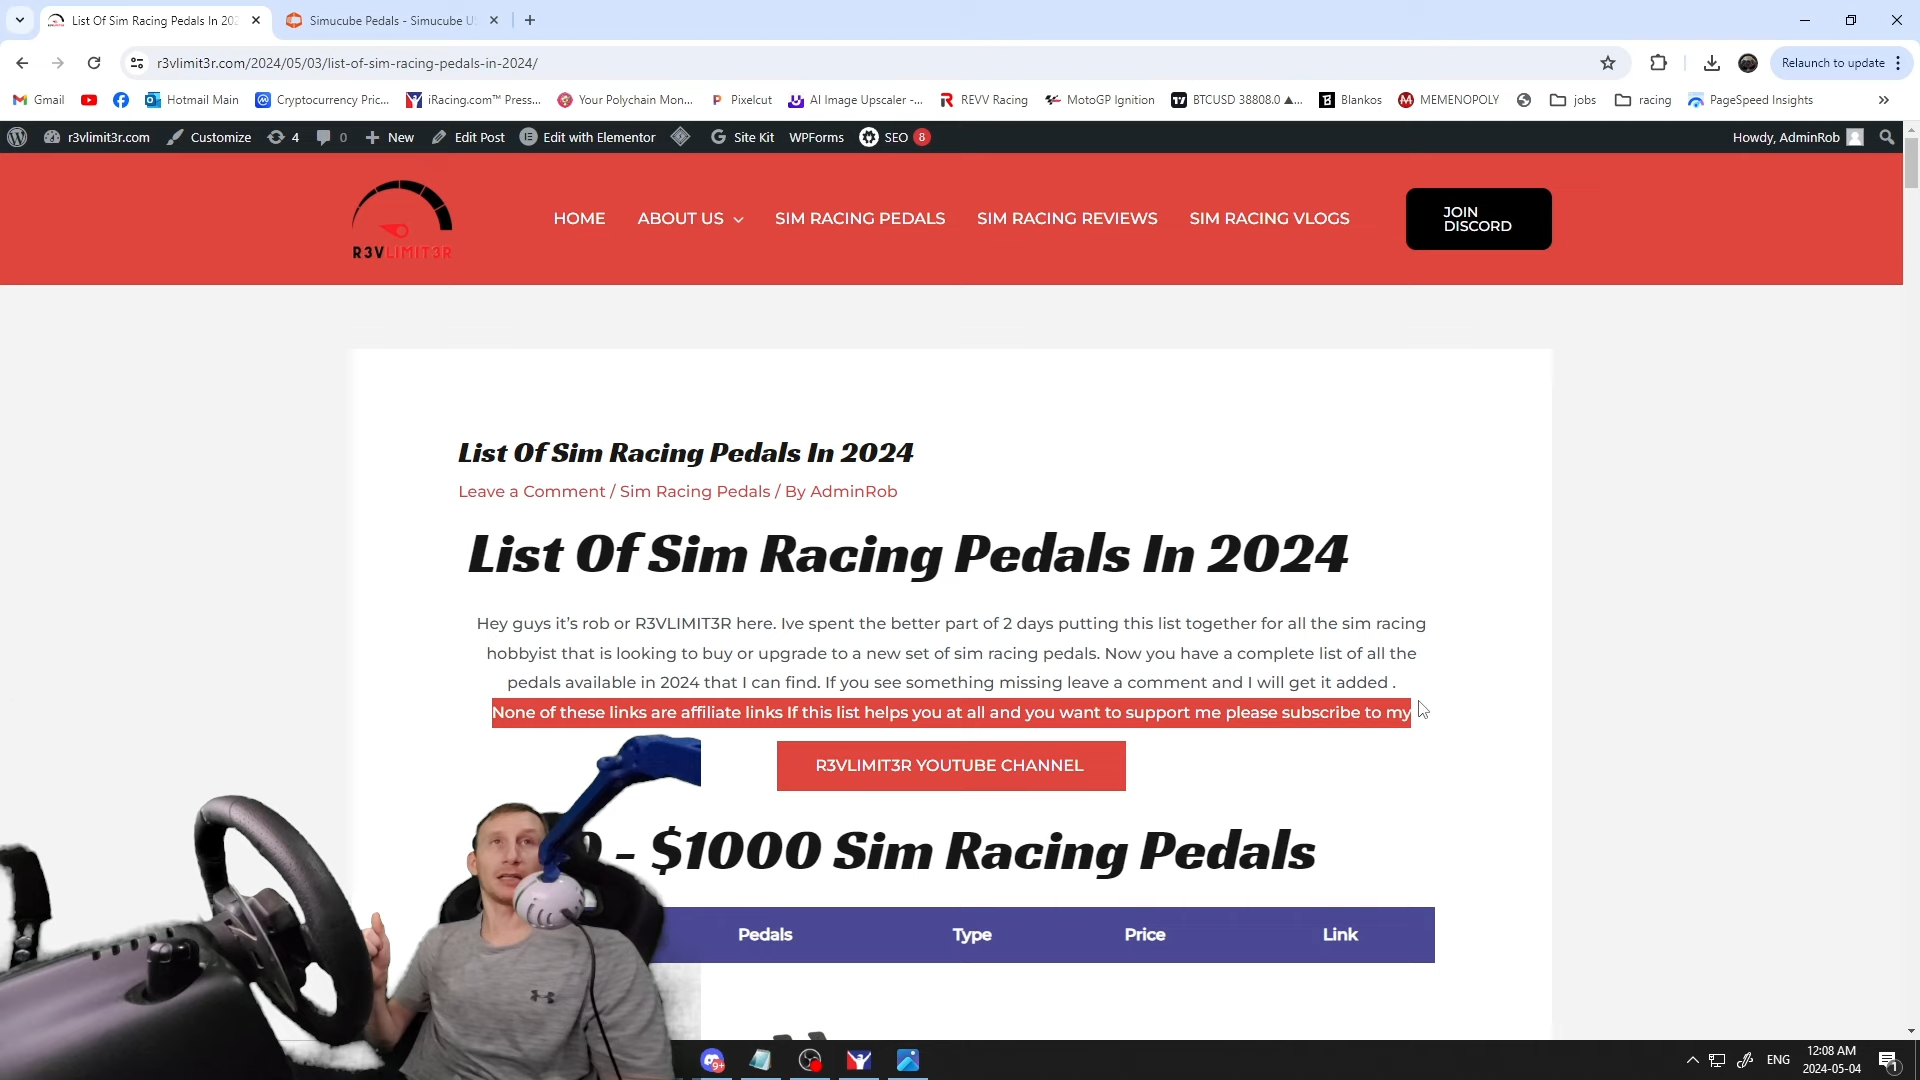 List Of Sim Racing Pedals In 202
Simucube Pedals - Simucube U
r3vlimit3r.com/2024/05/03/list-of-sim-racing-pedals-in-2024/
Relaunch to update
Gmail
Hotmail Main
Cryptocurrency Pric...
iRacing.com™ Press...
Your Polychain Mon...
Pixelcut
AI Image Upscaler -...
REVV Racing
MotoGP Ignition
BTCUSD 38808.0 ▲...
Blankos
MEMENOPOLY
jobs
racing
PageSpeed Insights
r3vlimit3r.com
Customize
4
0
New
Edit Post
Edit with Elementor
Site Kit
WPForms
SEO 8
Howdy, AdminRob
R3VLIMIT3R
HOME
ABOUT US
SIM RACING PEDALS
SIM RACING REVIEWS
SIM RACING VLOGS
JOIN
DISCORD
List Of Sim Racing Pedals In 2024
Leave a Comment / Sim Racing Pedals / By AdminRob
List Of Sim Racing Pedals In 2024
Hey guys it's rob or R3VLIMIT3R here. Ive spent the better part of 2 days putting this list together for all the sim racing
hobbyist that is looking to buy or upgrade to a new set of sim racing pedals. Now you have a complete list of all the
pedals available in 2024 that I can find. If you see something missing leave a comment and I will get it added .
None of these links are affiliate links If this list helps you at all and you want to support me please subscribe to my
R3VLIMIT3R YOUTUBE CHANNEL
0 - $1000 Sim Racing Pedals
Pedals
Type
Price
Link
9+
ENG
12:08 AM
2024-05-04
1